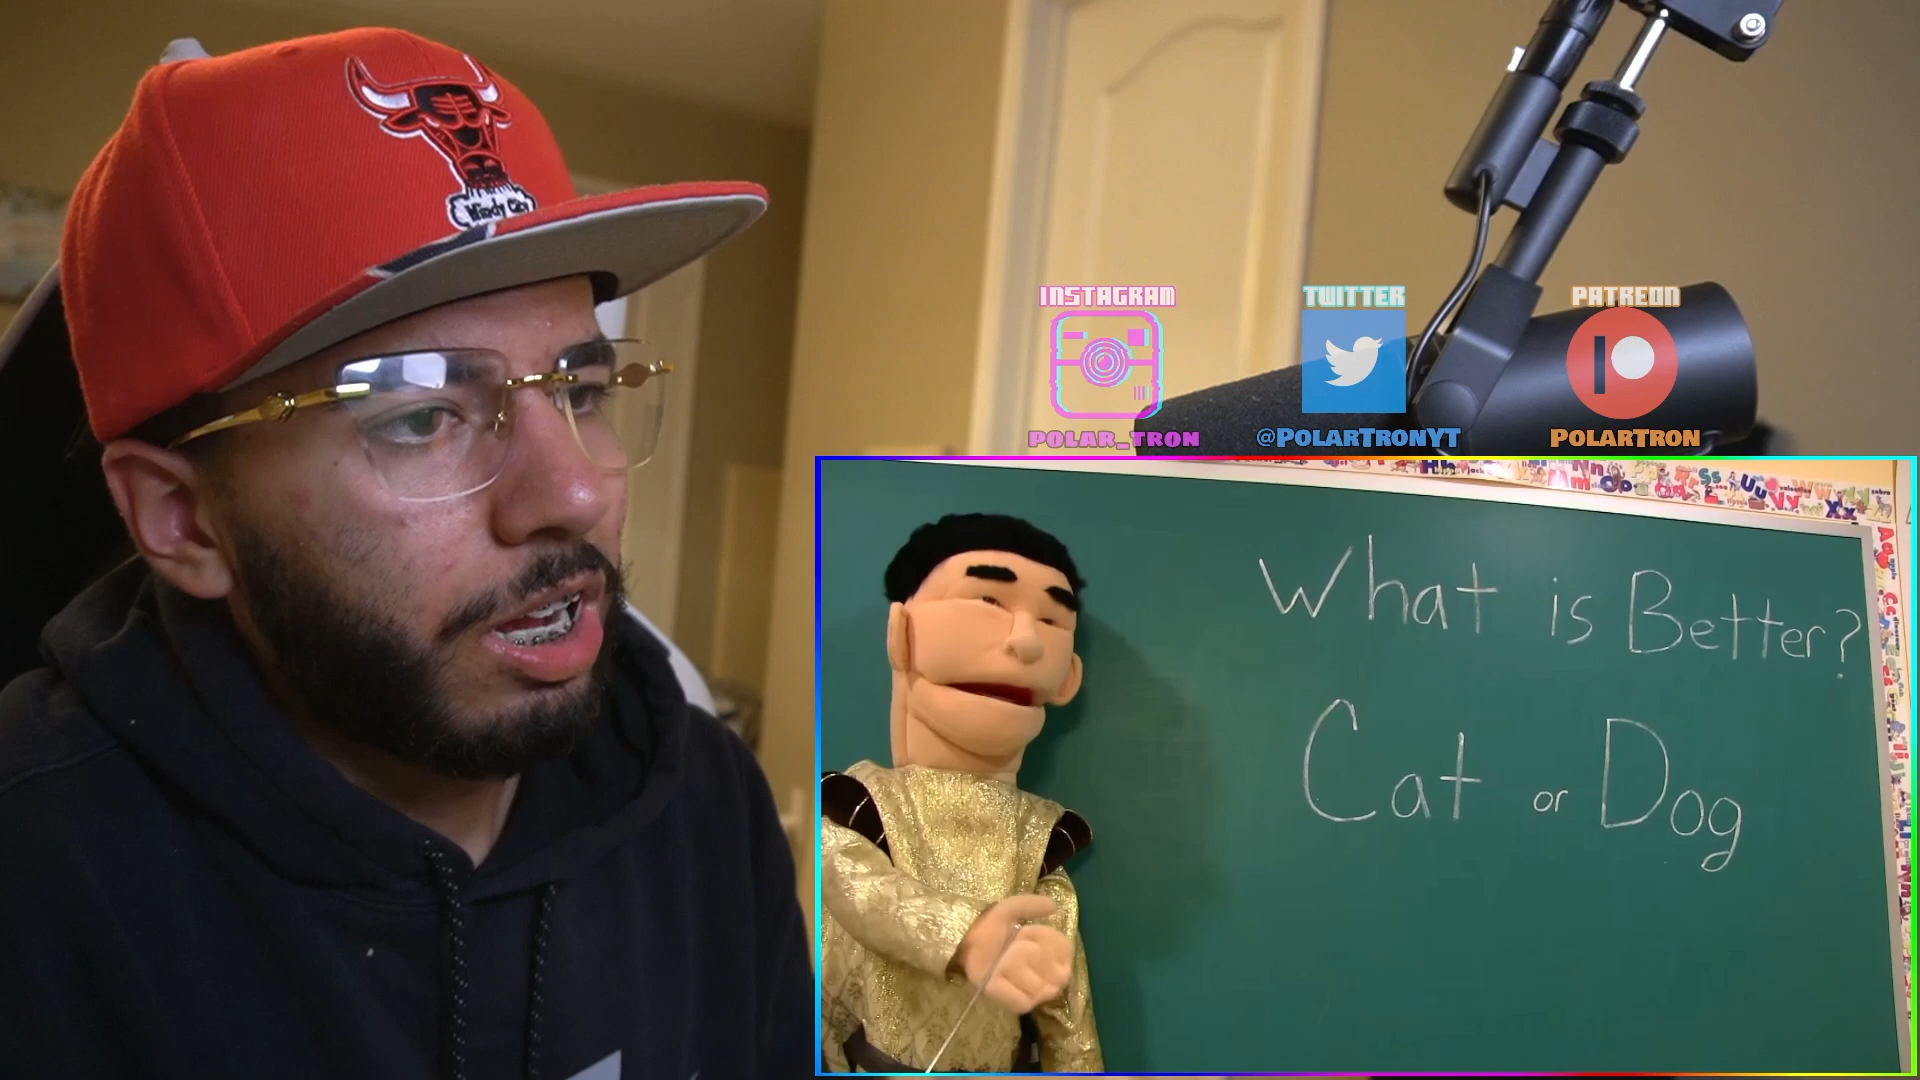 Windy City
INSTAGRAM
POLAR_TRON
TWITTER
@POLARTRONYT
PATREON
POLARTRON
What is Better?
Cat or Dog